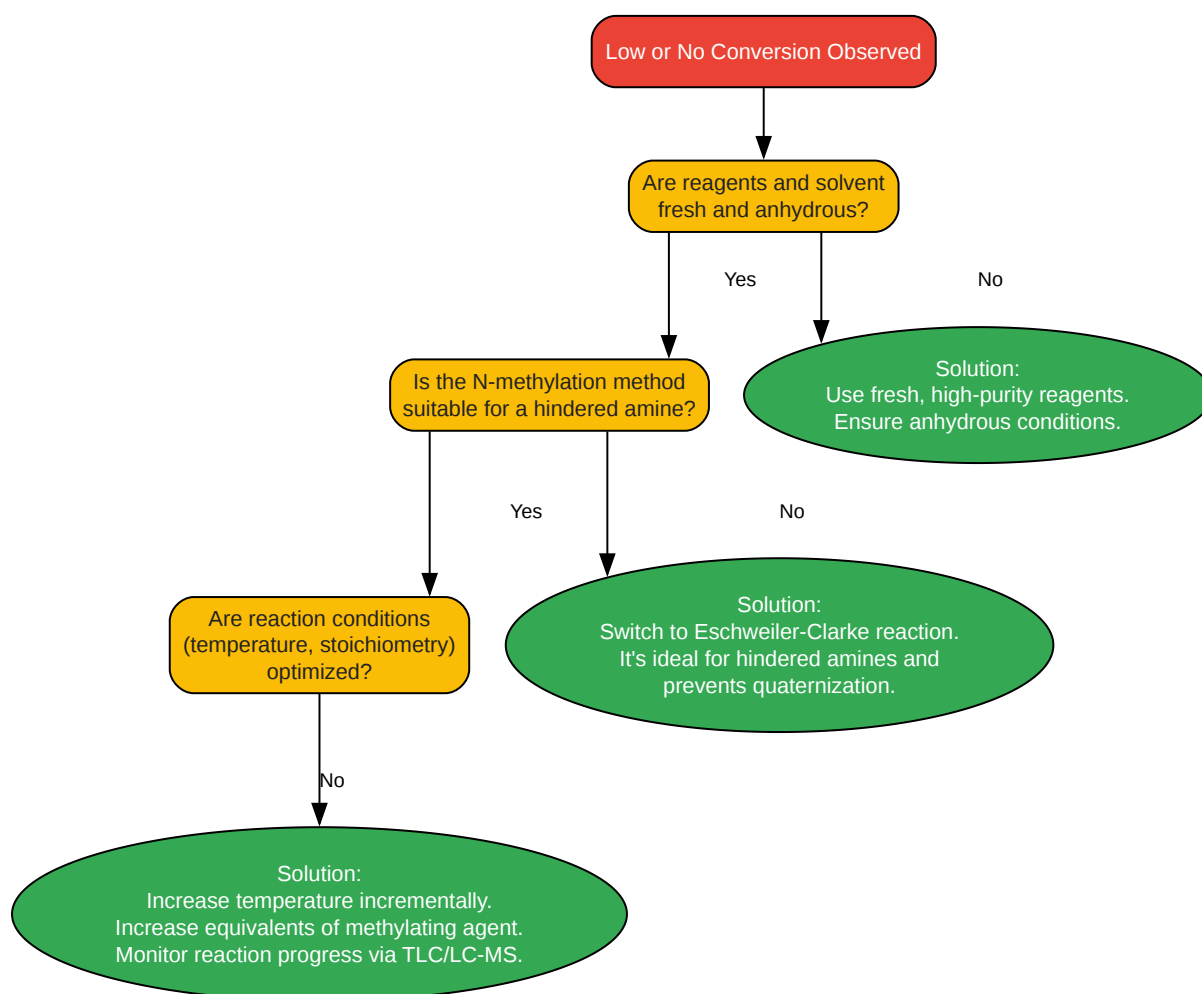 Low or No Conversion Observed
Are reagents and solvent
fresh and anhydrous?
Yes
No
Is the N-methylation method
suitable for a hindered amine?
Solution:
Use fresh, high-purity reagents.
Ensure anhydrous conditions.
Yes
No
Are reaction conditions
(temperature, stoichiometry)
optimized?
Solution:
Switch to Eschweiler-Clarke reaction.
It's ideal for hindered amines and
prevents quaternization.
No
Solution:
Increase temperature incrementally.
Increase equivalents of methylating agent.
Monitor reaction progress via TLC/LC-MS.